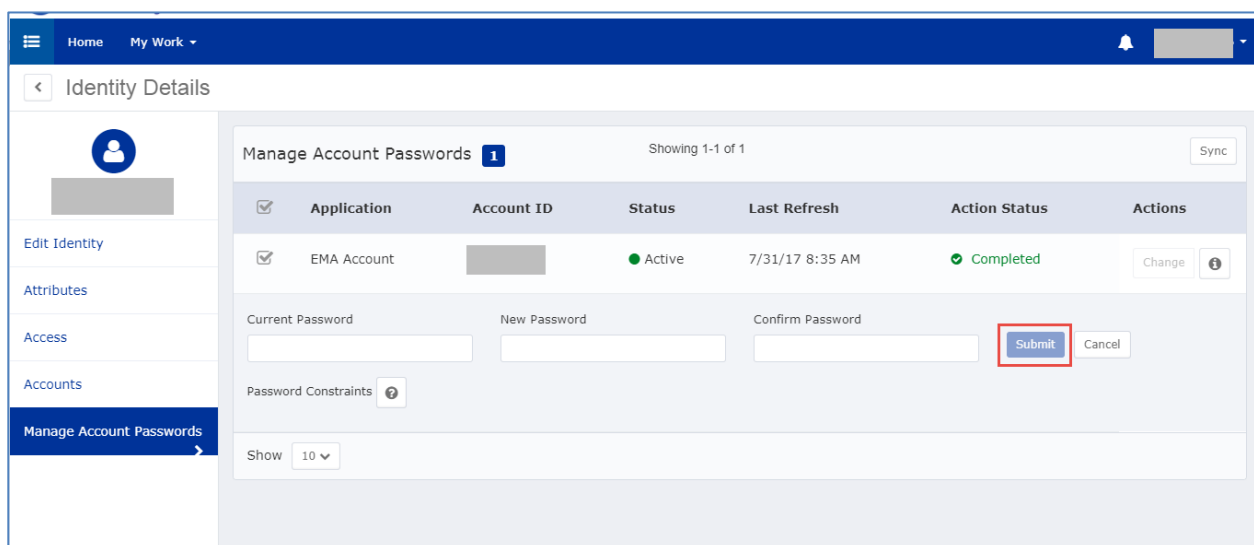 Home My Work
Identity Details
Manage Account Passwords 1 Showing 1-1 of 1 Sync
Application Account ID Status Last Refresh Action Status Actions
EMA Account Active 7/31/17 8:35 AM Completed Change
Edit Identity
Attributes
Access
Accounts
Manage Account Passwords
Current Password New Password Confirm Password
Submit Cancel
Password Constraints
Show 10